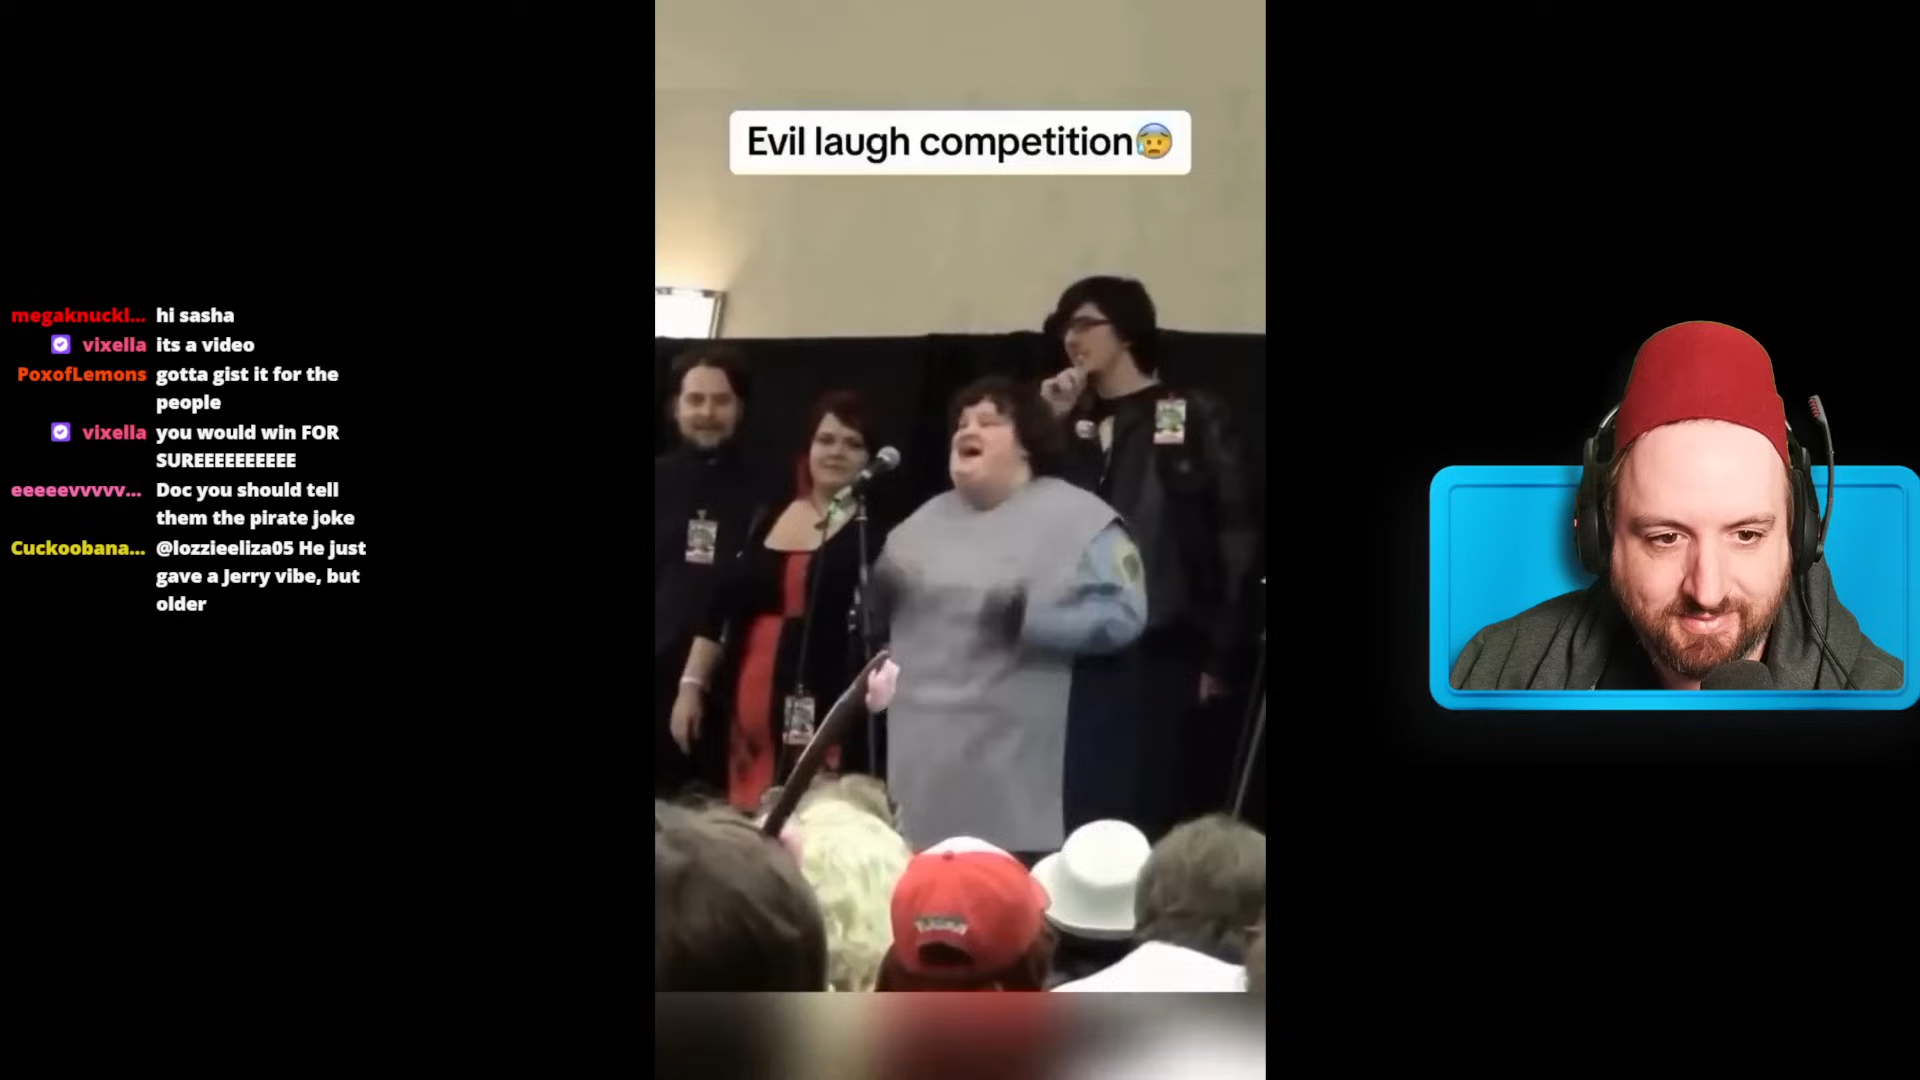 Evil laugh competition😰
megaknuckl... hi sasha
vixella its a video
PoxofLemons gotta gist it for the
people
vixella you would win FOR
SUREEEEEEEEEE
eeeeevvvvv... Doc you should tell
them the pirate joke
Cuckoobana... @lozzieeliza05 He just
gave a Jerry vibe, but
older